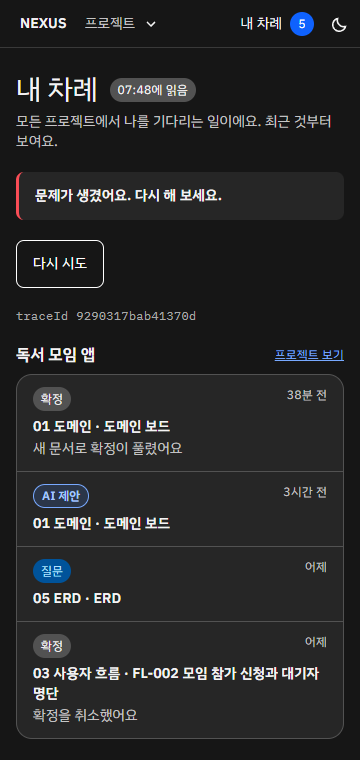 NEXUS 프로젝트 내 차례 5
내 차례 07:48에 읽음
모든 프로젝트에서 나를 기다리는 일이에요. 최근 것부터
보여요.
문제가 생겼어요. 다시 해 보세요.
다시 시도
traceId 9290317bab41370d
독서 모임 앱 프로젝트 보기
확정 38분 전
01 도메인 · 도메인 보드
새 문서로 확정이 풀렸어요
AI 제안 3시간 전
01 도메인 · 도메인 보드
질문 어제
05 ERD · ERD
확정 어제
03 사용자 흐름 · FL-002 모임 참가 신청과 대기자
명단
확정을 취소했어요